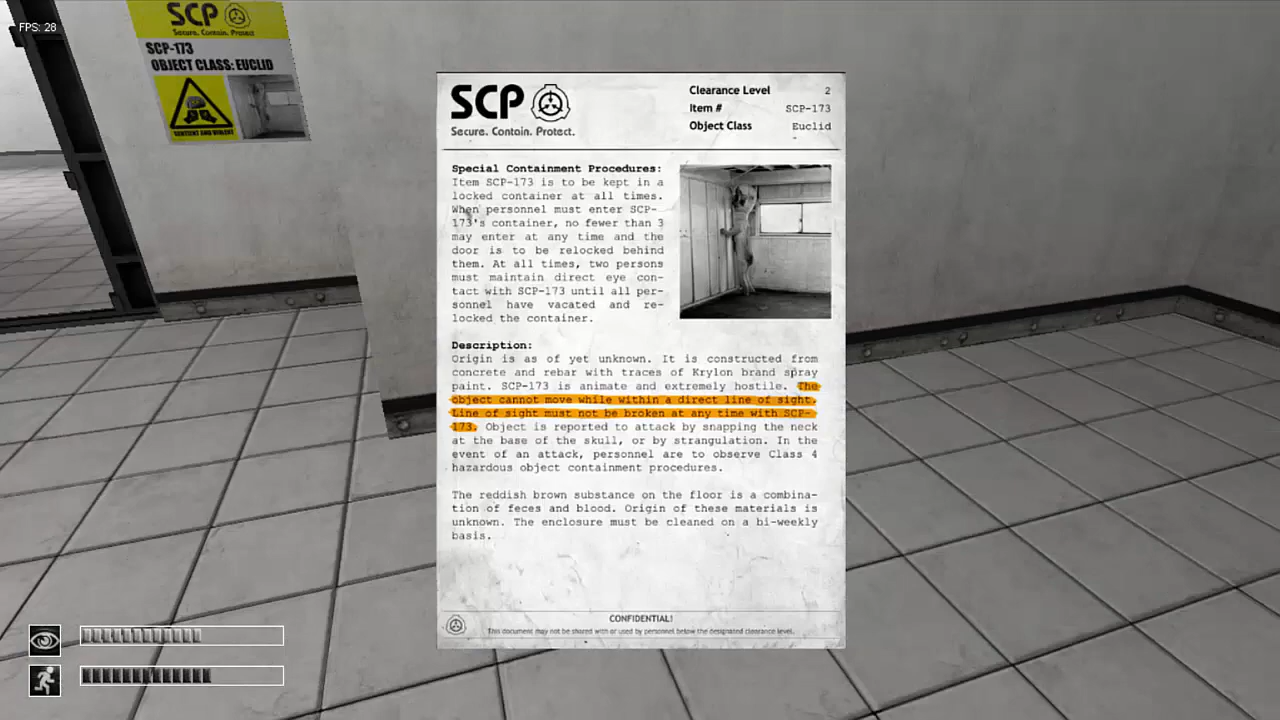 FPS: 28
SCP
Secure. Contain. Protect.
SCP-173
OBJECT CLASS: EUCLID
SCP
Secure. Contain. Protect.
Clearance Level 2
Item # SCP-173
Object Class Euclid
Special Containment Procedures:
Item SCP-173 is to be kept in a
locked container at all times.
When personnel must enter SCP-
173's container, no fewer than 3
may enter at any time and the
door is to be relocked behind
them. At all times, two persons
must maintain direct eye con-
tact with SCP-173 until all per-
sonnel have vacated and re-
locked the container.
Description:
Origin is as of yet unknown. It is constructed from
concrete and rebar with traces of Krylon brand spray
paint. SCP-173 is animate and extremely hostile. The
object cannot move while within a direct line of sight.
Line of sight must not be broken at any time with SCP-
173. Object is reported to attack by snapping the neck
at the base of the skull, or by strangulation. In the
event of an attack, personnel are to observe Class 4
hazardous object containment procedures.
The reddish brown substance on the floor is a combina-
tion of feces and blood. Origin of these materials is
unknown. The enclosure must be cleaned on a bi-weekly
basis.
CONFIDENTIAL!
This document may not be shared with or used by personnel below the designated clearance level.